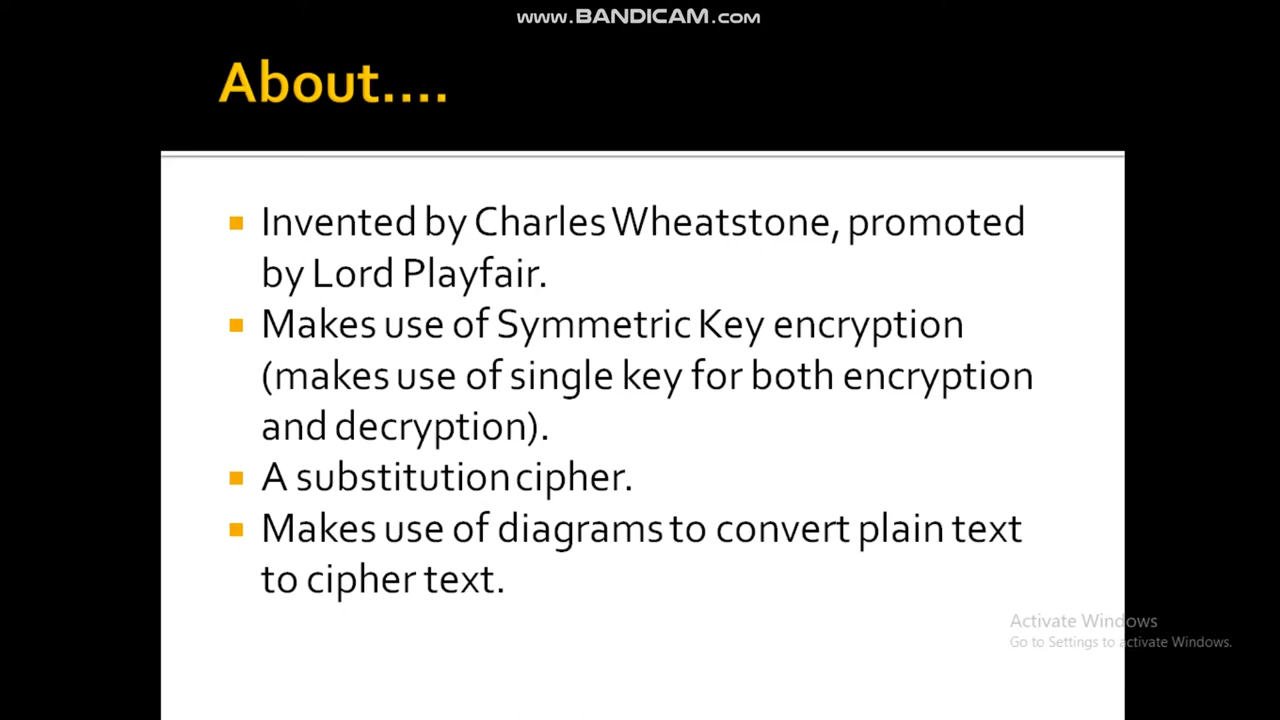 www.BANDICAM.com
About....
Invented by Charles Wheatstone, promoted
by Lord Playfair.
Makes use of Symmetric Key encryption
(makes use of single key for both encryption
and decryption).
A substitution cipher.
Makes use of diagrams to convert plain text
to cipher text.
Activate Windows
Go to Settings to activate Windows.